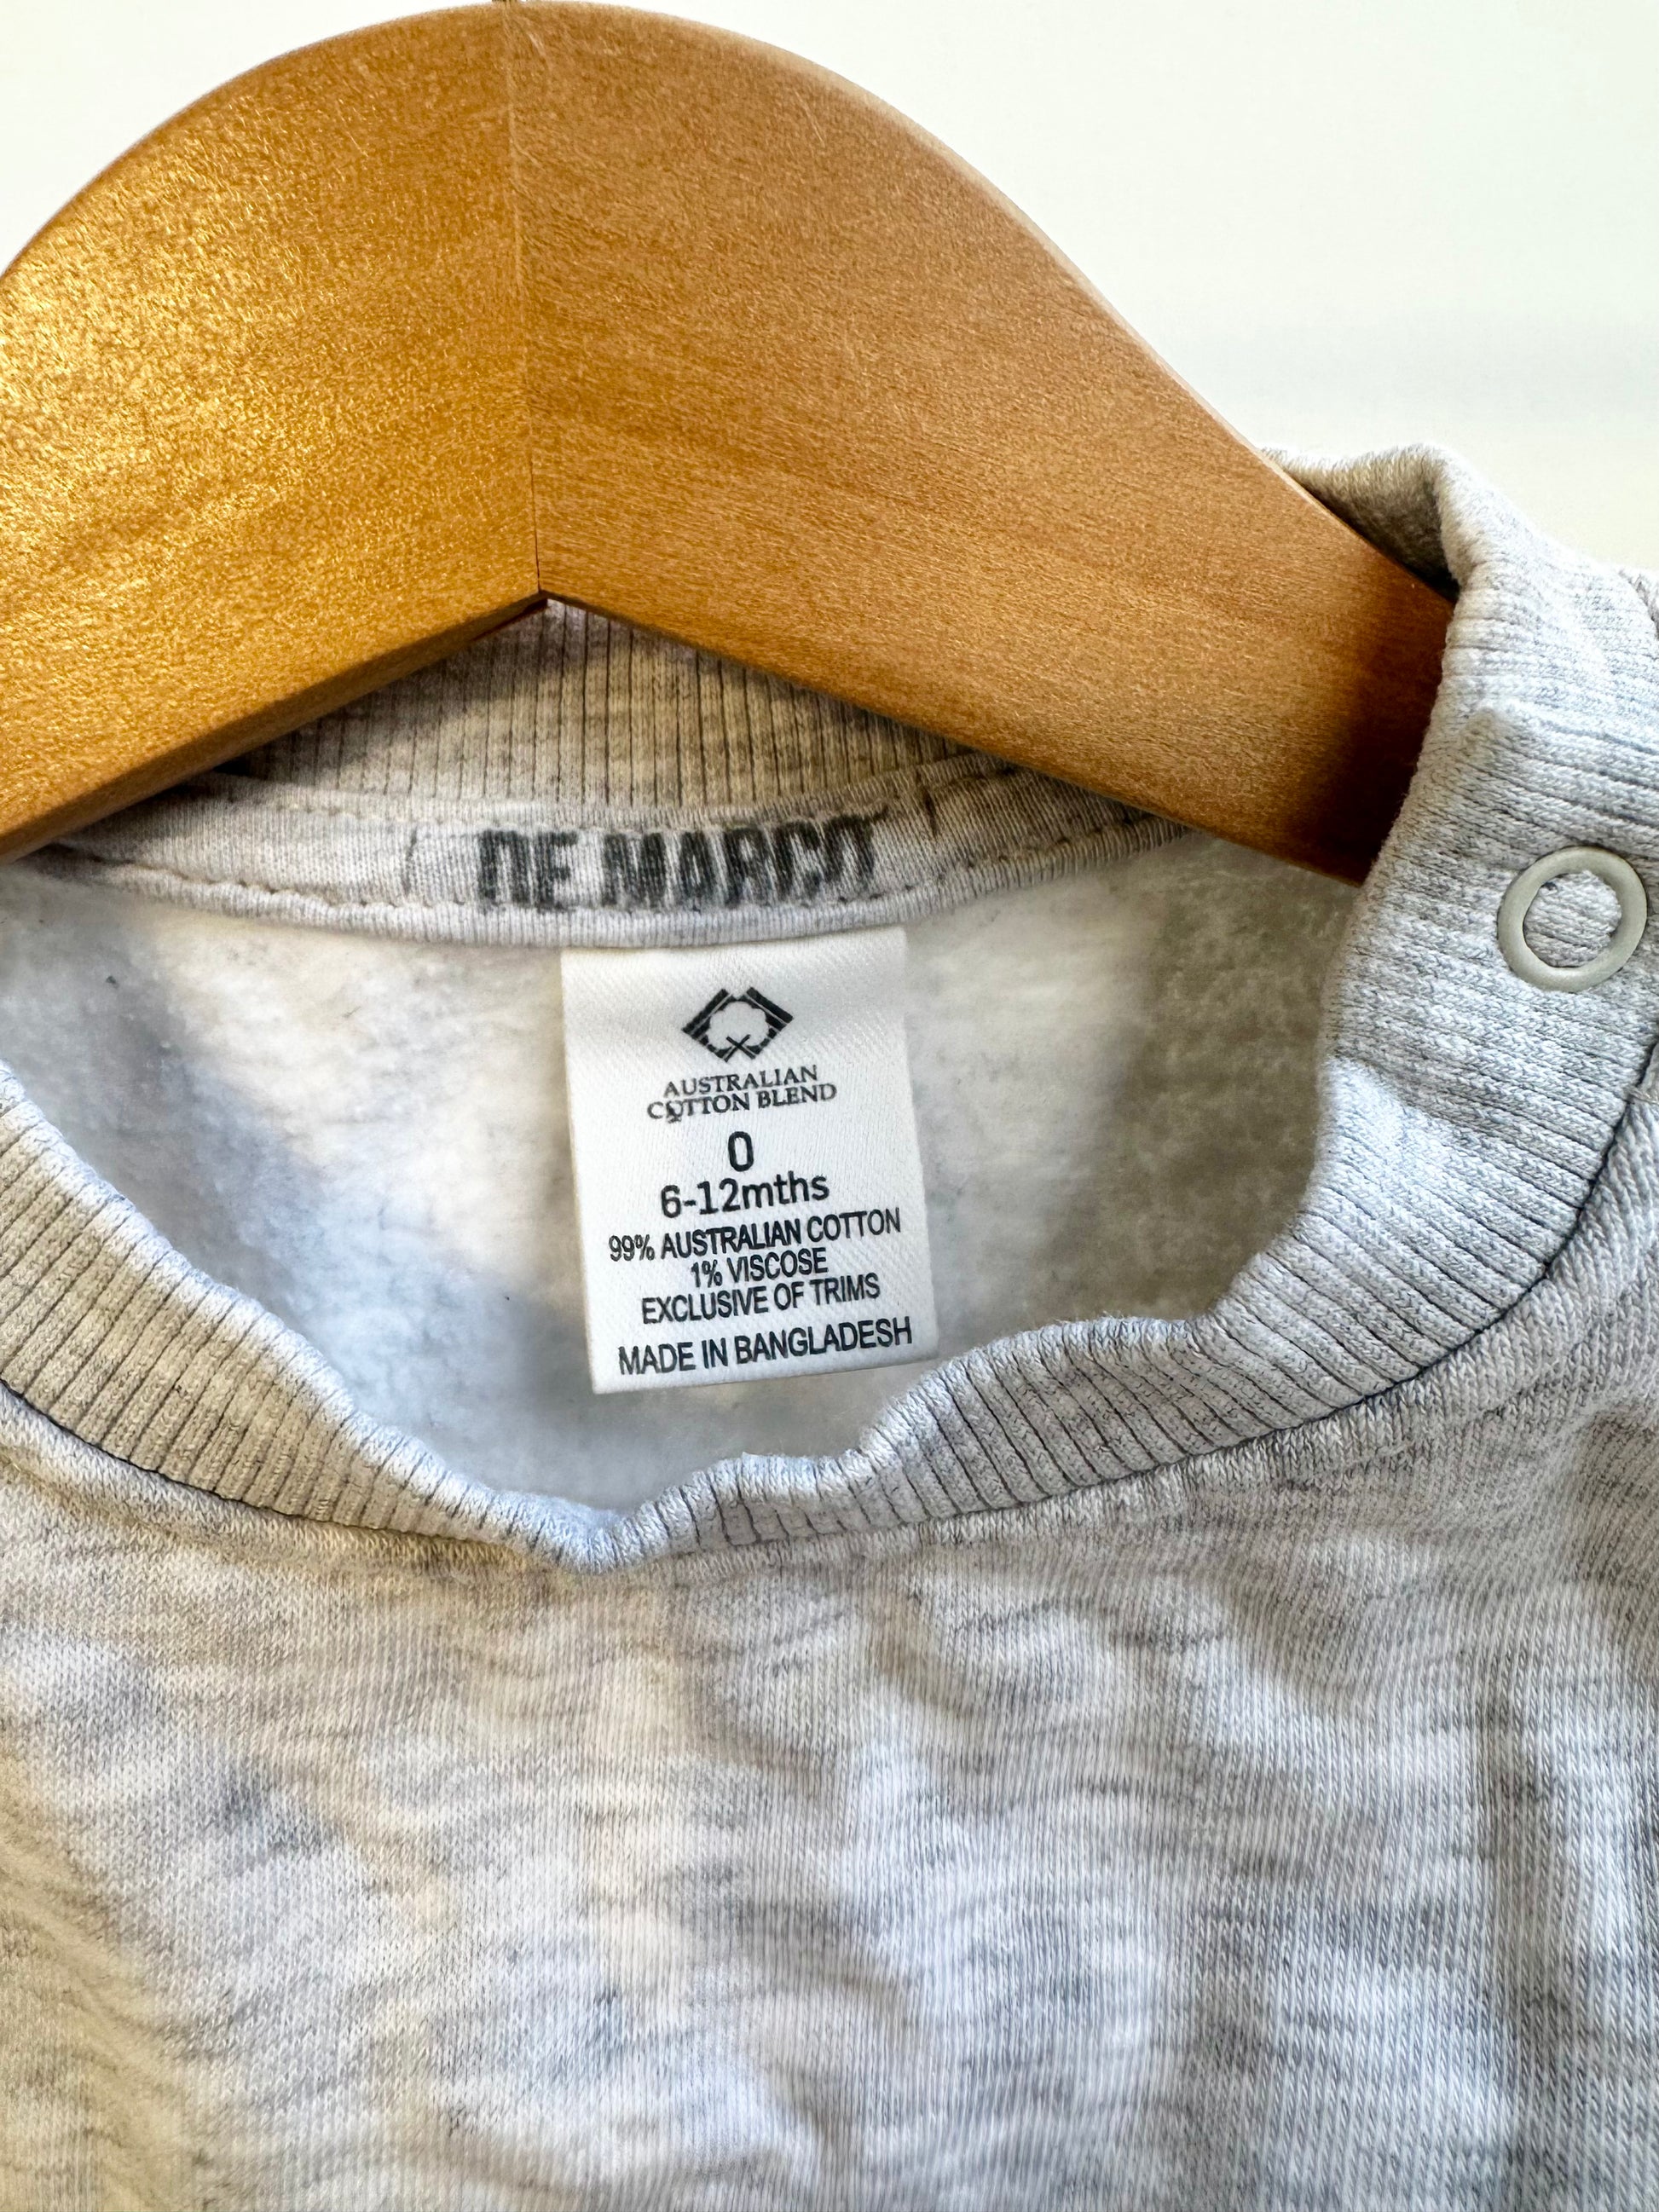 DE MARCO
AUSTRALIAN
COTTON BLEND
0
6-12mths
99% AUSTRALIAN COTTON
1% VISCOSE
EXCLUSIVE OF TRIMS
MADE IN BANGLADESH